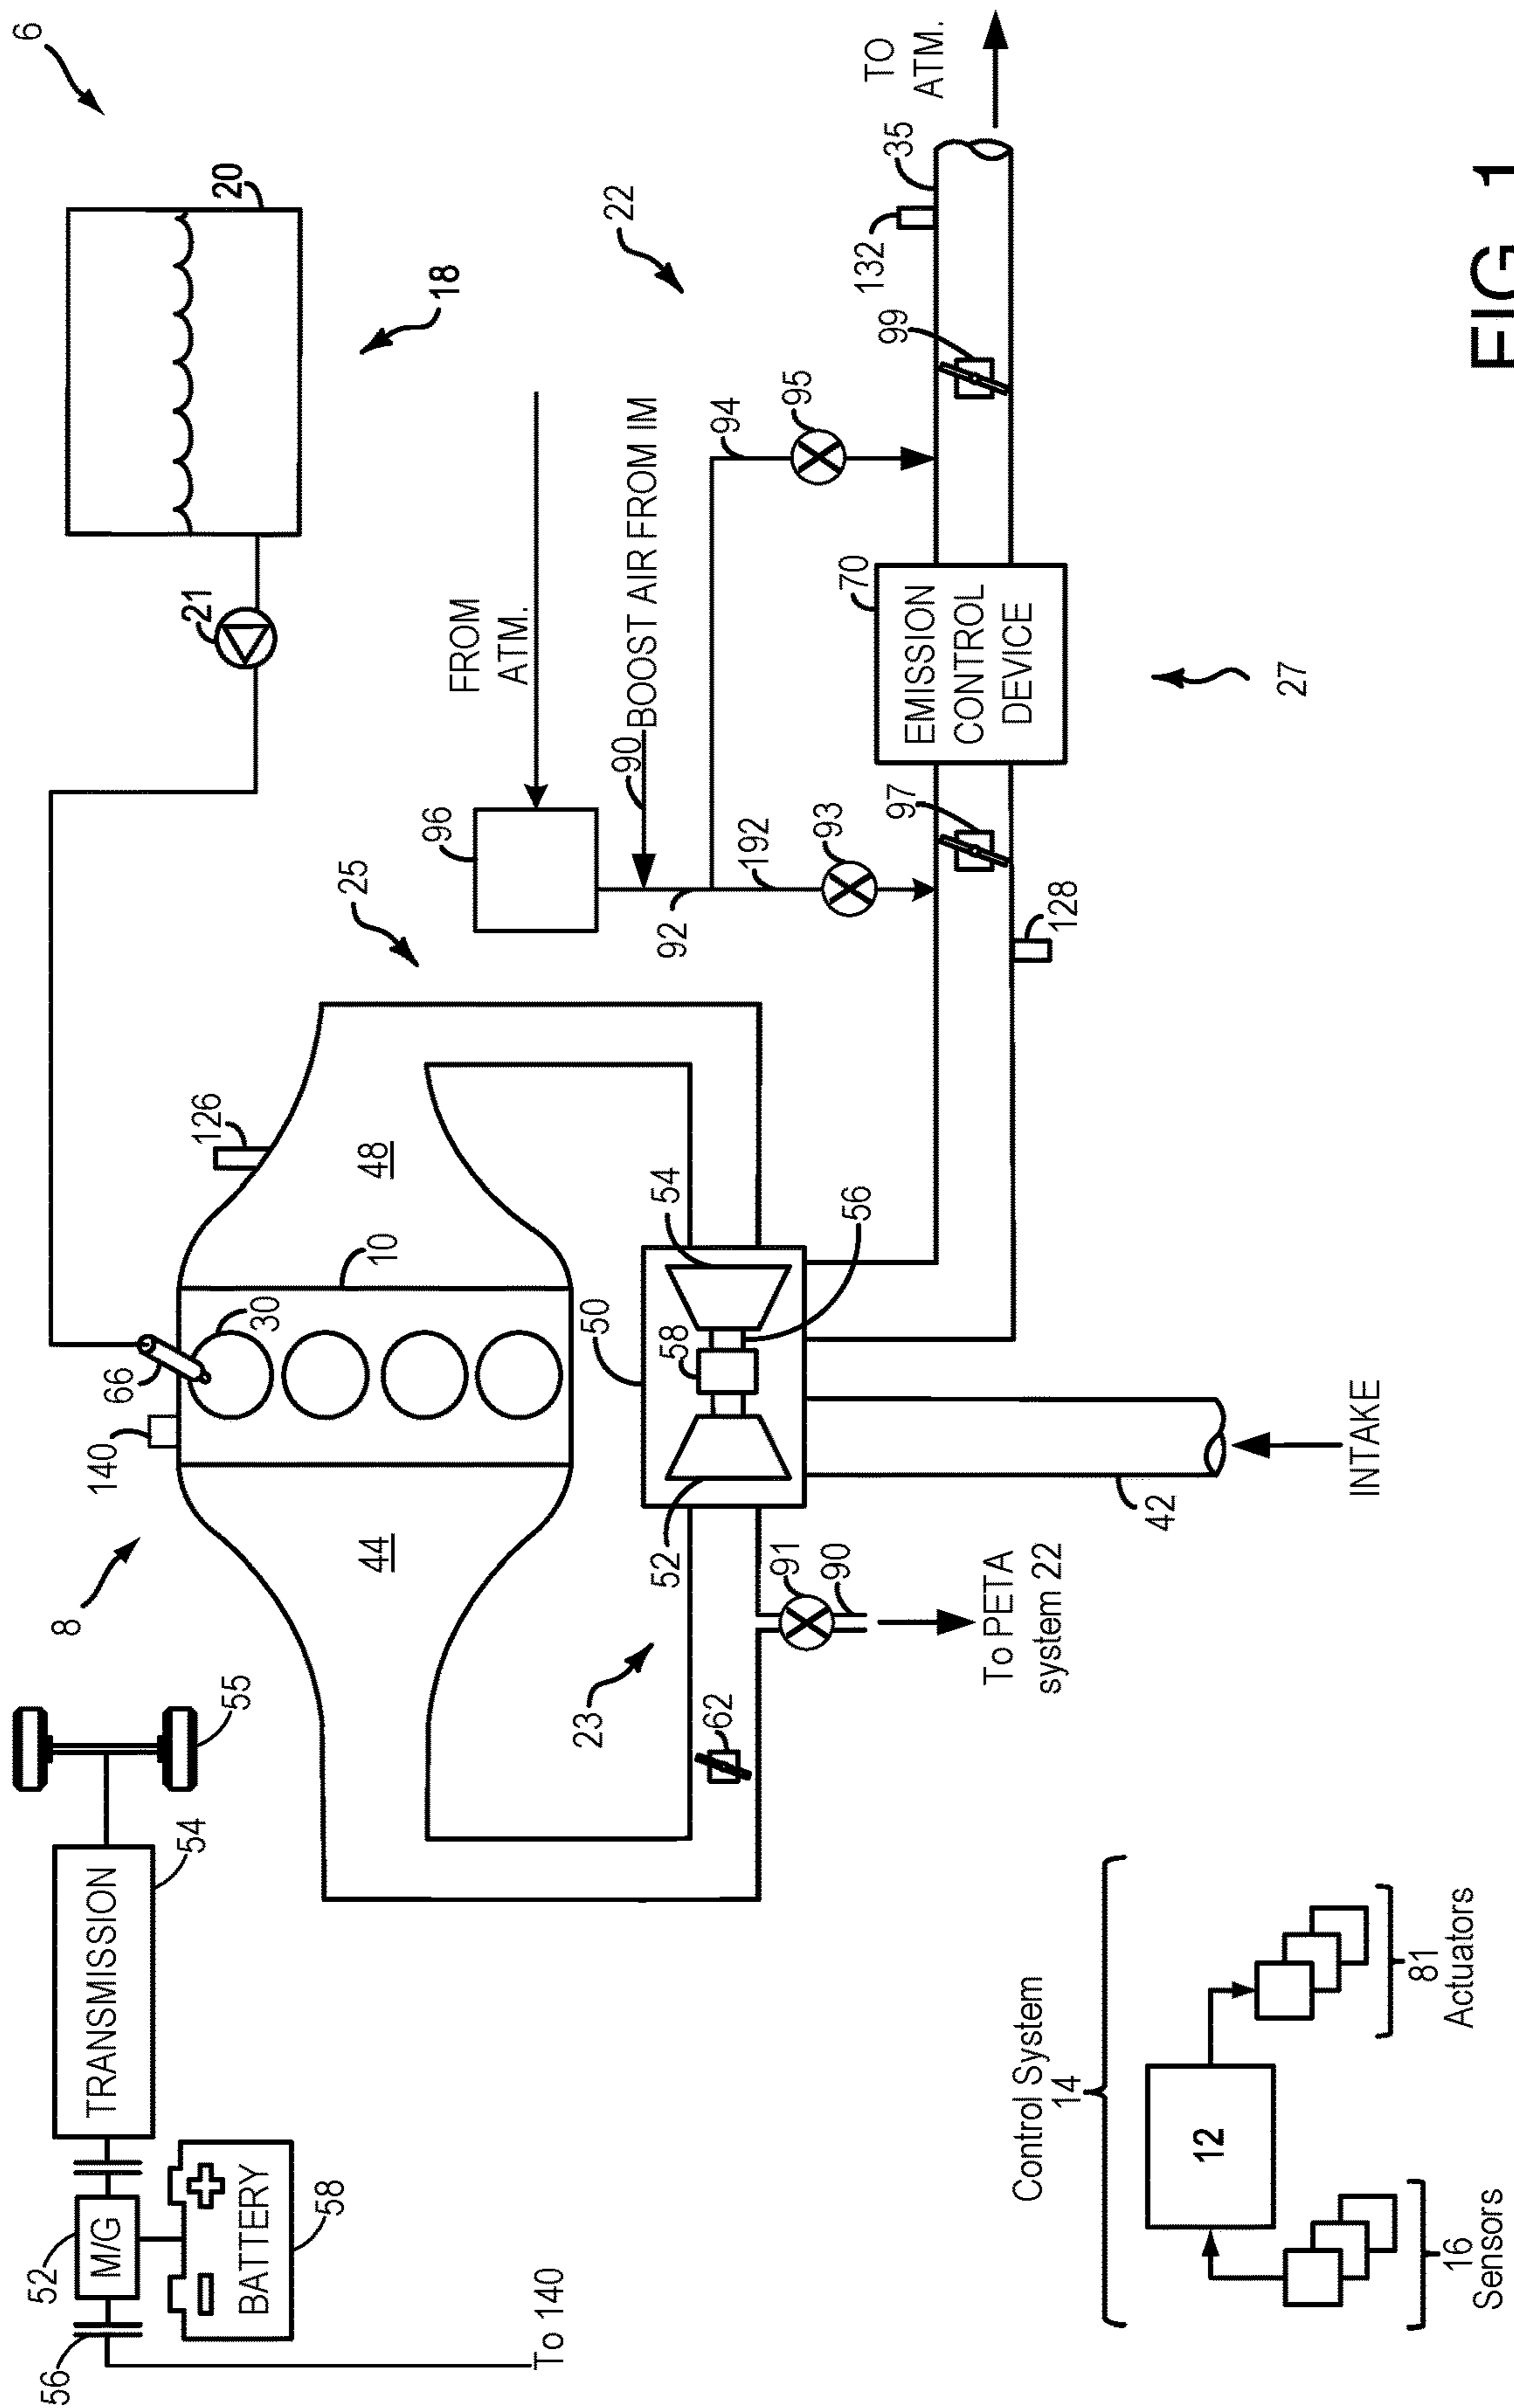 6
20
18
21
8
140
66
30
10
126
48
44
25
96
FROM
ATM.
90
BOOST AIR FROM IM
22
92
192
93
94
95
97
99
70
EMISSION
CONTROL
DEVICE
27
128
132
35
TO
ATM.
50
52
58
54
56
23
62
91
90
To PETA
system 22
42
INTAKE
55
TRANSMISSION
54
52
M/G
56
BATTERY
58
To 140
Control System
14
12
16
Sensors
81
Actuators
FIG. 1